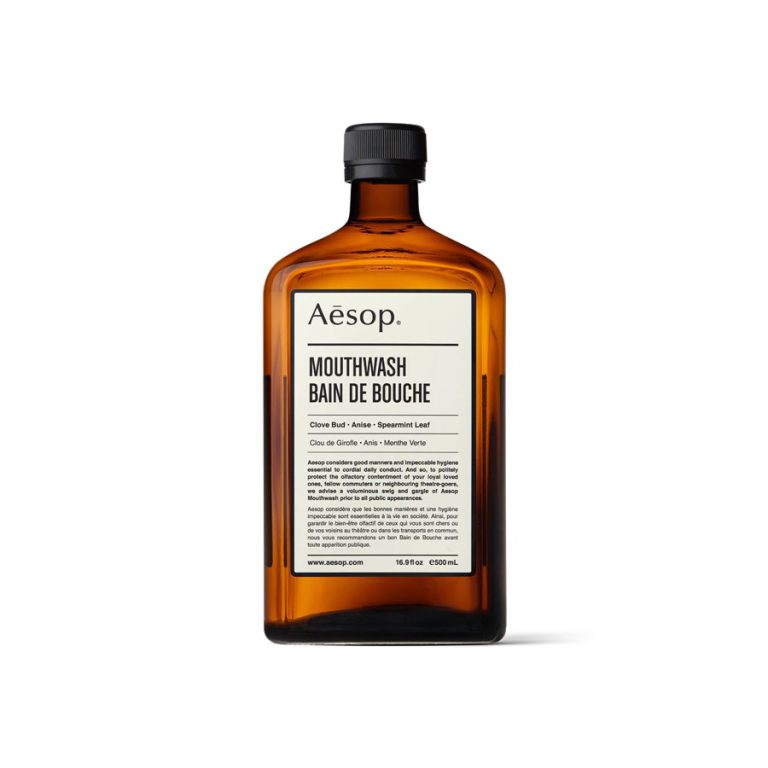 Aēsop®
MOUTHWASH
BAIN DE BOUCHE
Clove Bud • Anise • Spearmint Leaf
Clou de Girofle • Anis • Menthe Verte
Aesop considers good manners and impeccable hygiene
essential to cordial daily conduct. And so, to politely
protect the olfactory contentment of your loyal loved
ones, fellow commuters or neighbouring theatre-goers,
we advise a voluminous swig and gargle of Aesop
Mouthwash prior to all public appearances.
Aesop considère que les bonnes manières et une hygiène
impeccable sont essentielles à la vie en société. Ainsi, pour
garantir le bien-être olfactif de ceux qui vous sont chers ou
de vos voisins au théâtre ou dans les transports en commun,
nous vous recommandons un bon Bain de Bouche avant
toute apparition publique.
www.aesop.com 16.9 fl oz ℮500 mL